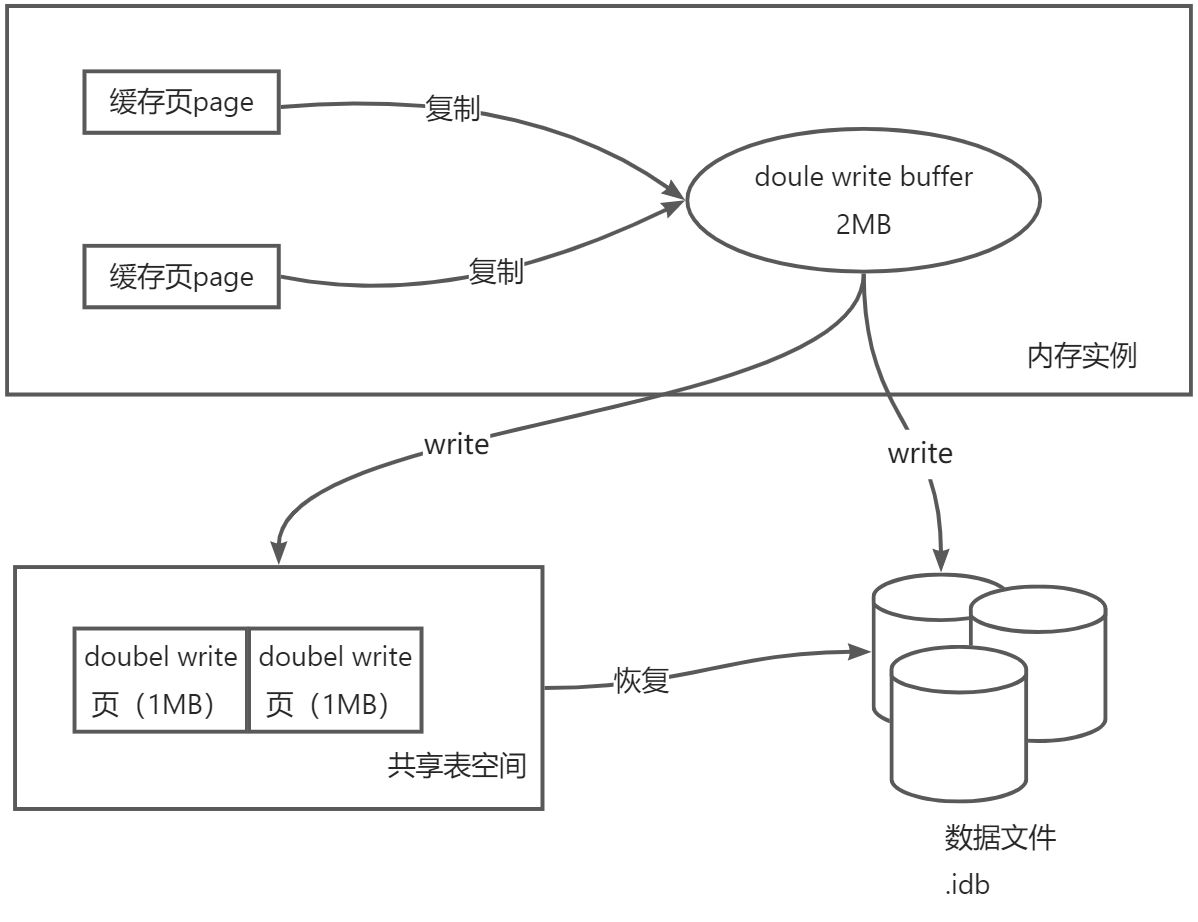 缓存页page
复制
doule write buffer
2MB
缓存页page
复制
内存实例
write
write
doubel write
页（1MB）
doubel write
页（1MB）
恢复
共享表空间
数据文件
.idb